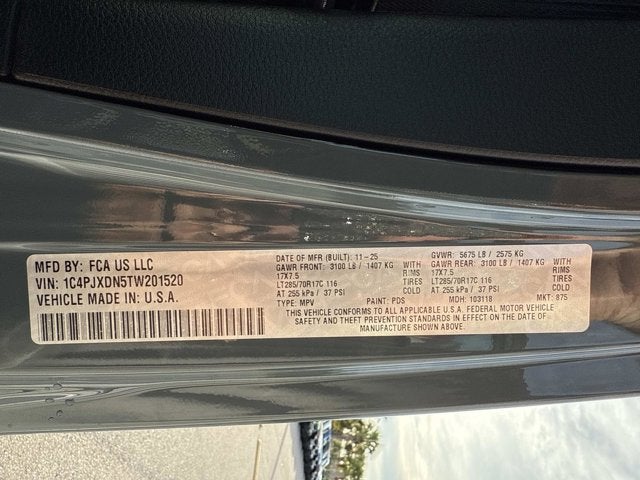 MFD BY: FCA US LLC
VIN: 1C4PJXDN5TW201520
VEHICLE MADE IN U.S.A.
DATE OF MFR (BUILT): 11-25
GAWR FRONT: 3100 LB / 1407 KG WITH
17X7.5 RIMS
LT285/70R17C 116 TIRES
AT 255 kPa / 37 PSI COLD
TYPE: MPV PAINT: PDS
GVWR: 5675 LB / 2575 KG
GAWR REAR: 3100 LB / 1407 KG WITH
17X7.5 RIMS
LT285/70R17C 116 TIRES
AT 255 kPa / 37 PSI COLD
MDH: 103118 MKT: 875
THIS VEHICLE CONFORMS TO ALL APPLICABLE U.S.A. FEDERAL MOTOR VEHICLE
SAFETY AND THEFT PREVENTION STANDARDS IN EFFECT ON THE DATE OF
MANUFACTURE SHOWN ABOVE.